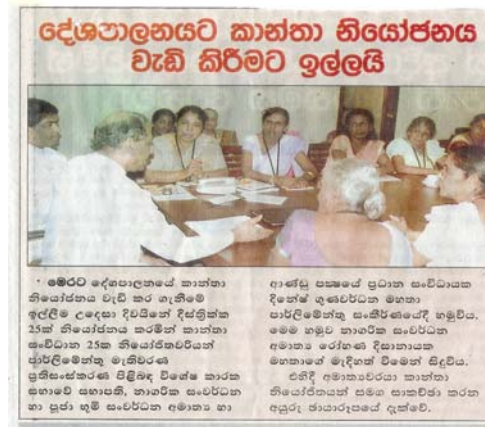 දේශපාලනයට කාන්තා නියෝජනය
වැඩි කිරීමට ඉල්ලයි
මෙරට දේශපාලනයේ කාන්තා
නියෝජනය වැඩි කර ගැනීමේ
ඉල්ලීම උදෙසා දිවයිනේ දිස්ත්‍රික්ක
25ක් නියෝජනය කරමින් කාන්තා
සංවිධාන 25ක නියෝජිතවරියන්
පාර්ලිමේන්තු මැතිවරණ
ප්‍රතිසංස්කරණ පිළිබඳ විශේෂ කාරක
සභාවේ සභාපති, නාගරික සංවර්ධන
හා පූජා භූමි සංවර්ධන අමාත්‍ය හා
ආණ්ඩු පක්ෂයේ ප්‍රධාන සංවිධායක
දිනේෂ් ගුණවර්ධන මහතා
පාර්ලිමේන්තු සංකීර්ණයේදී හමුවිය.
මෙම හමුව නාගරික සංවර්ධන
අමාත්‍ය රෝහණ දිසානායක
මහතාගේ මැදිහත් වීමෙන් සිදුවිය.
එහිදී අමාත්‍යවරයා කාන්තා
නියෝජිතයන් සමග සාකච්ඡා කරන
අයුරු ඡායාරූපයේ දැක්වේ.